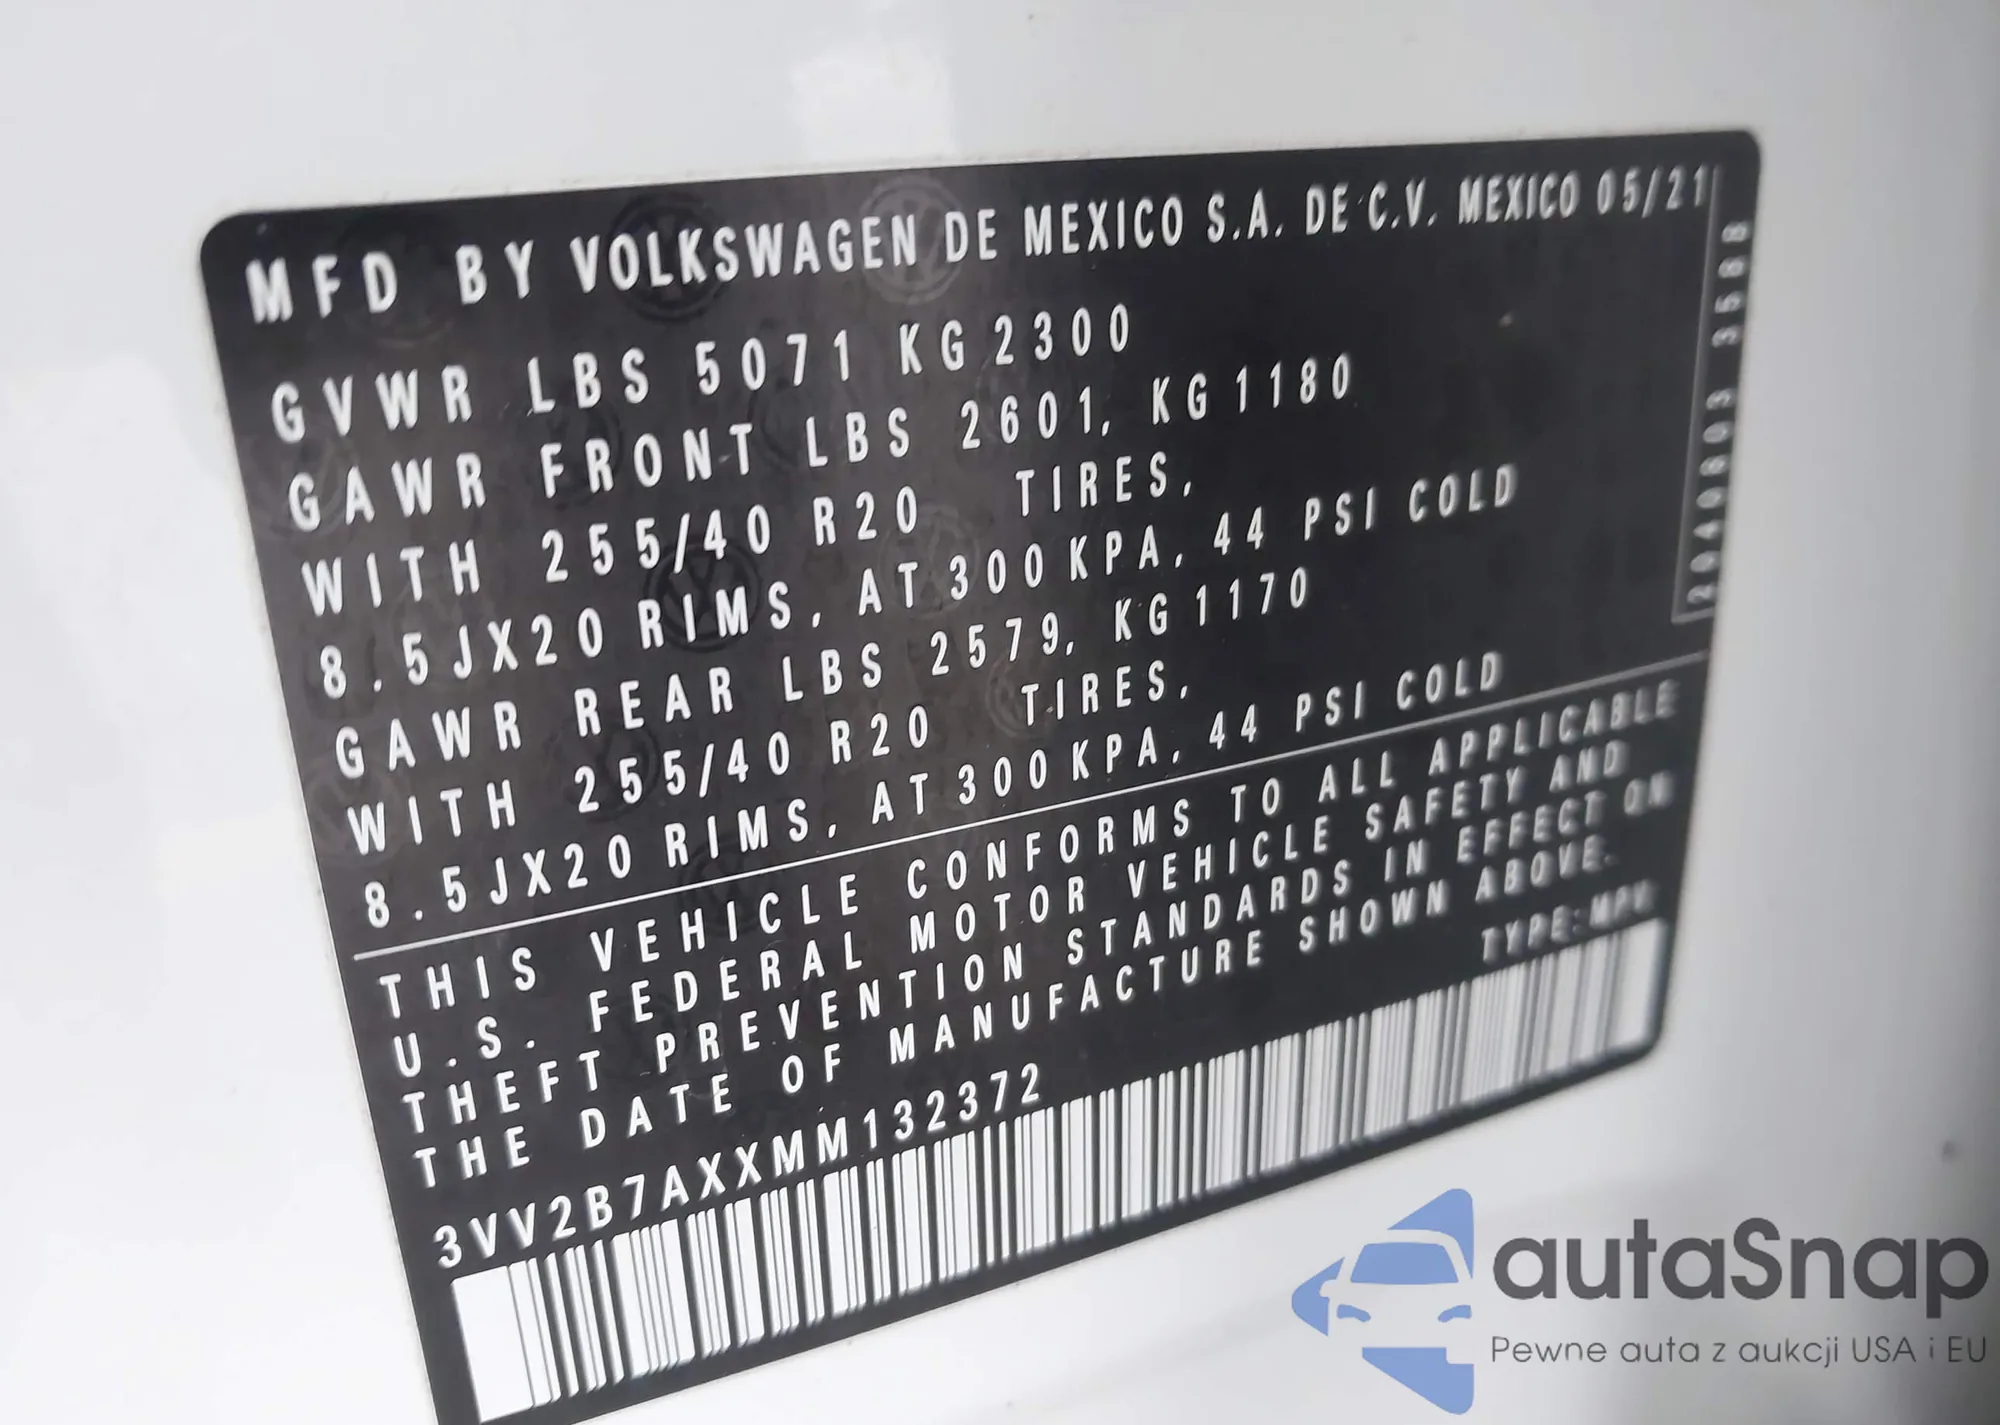 MFD BY VOLKSWAGEN DE MEXICO S.A. DE C.V. MEXICO 05/21
GVWR LBS 5071 KG 2300
GAWR FRONT LBS 2601, KG 1180
WITH 255/40 R20 TIRES,
8.5JX20 RIMS, AT 300KPA, 44 PSI COLD
GAWR REAR LBS 2579, KG 1170
WITH 255/40 R20 TIRES,
8.5JX20 RIMS, AT 300KPA, 44 PSI COLD
THIS VEHICLE CONFORMS TO ALL APPLICABLE
U.S. FEDERAL MOTOR VEHICLE SAFETY AND
THEFT PREVENTION STANDARDS IN EFFECT ON
THE DATE OF MANUFACTURE SHOWN ABOVE.
TYPE: MPV
3VV2B7AXXMM132372
autaSnap
Pewne auta z aukcji USA i EU